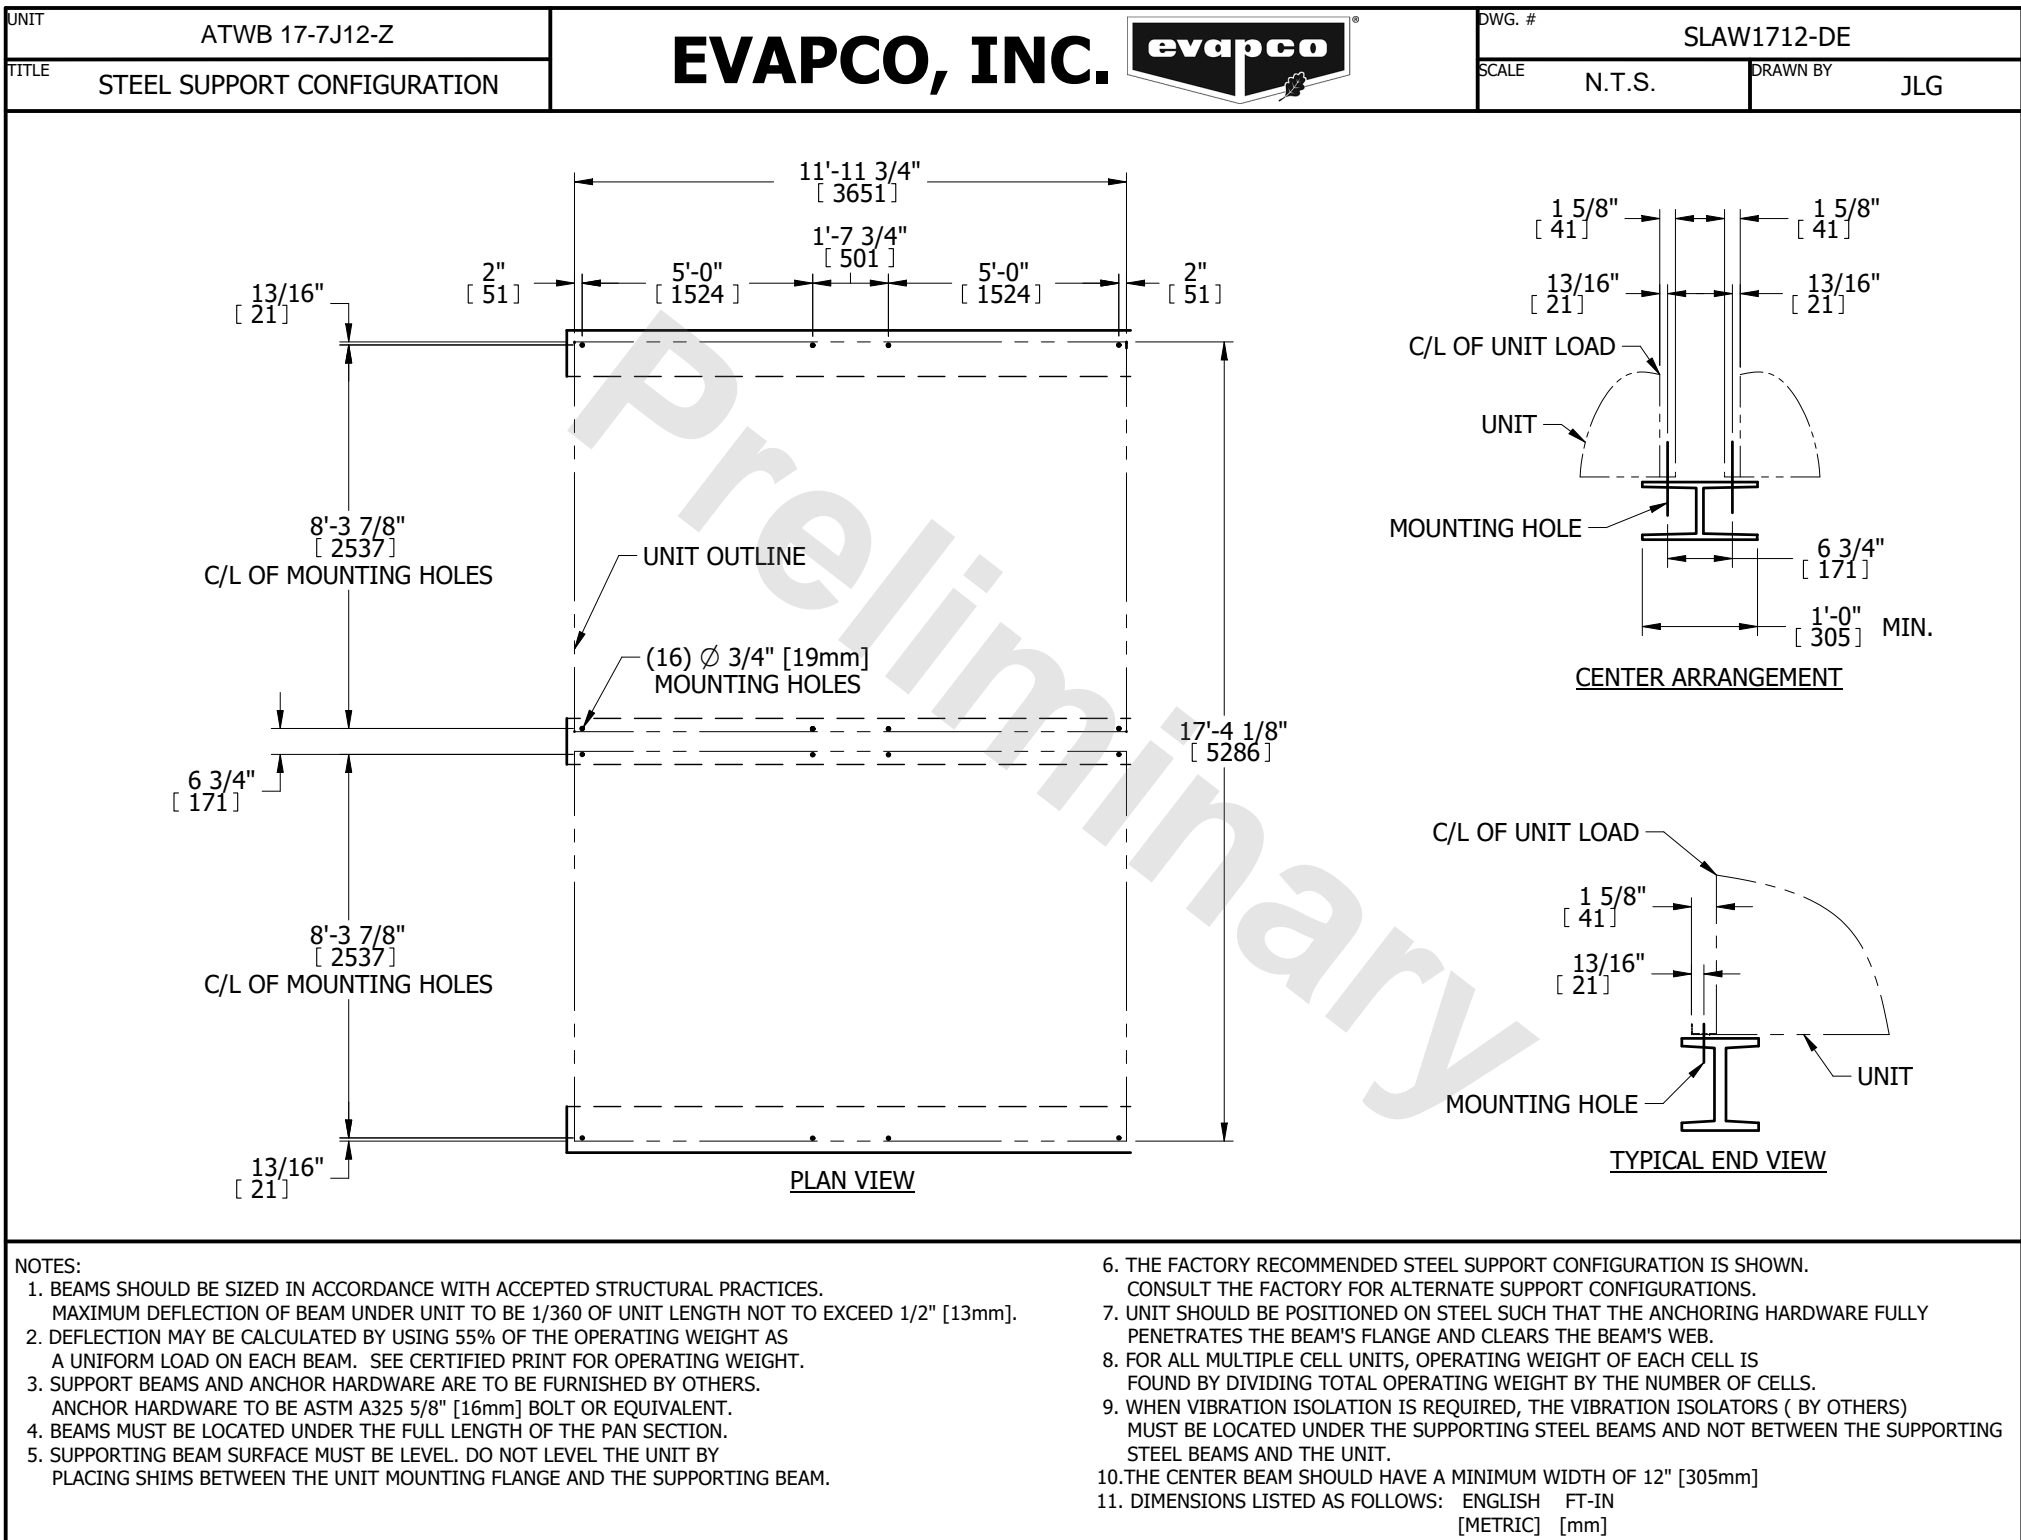 UNIT
ATWB 17-7J12-Z
TITLE
STEEL SUPPORT CONFIGURATION
EVAPCO, INC.
evapco
®
DWG. #
SLAW1712-DE
SCALE
N.T.S.
DRAWN BY
JLG
11'-11 3/4"
[ 3651]
1'-7 3/4"
[ 501 ]
2"
[ 51]
5'-0"
[ 1524 ]
5'-0"
[ 1524]
2"
[ 51]
13/16"
[ 21]
8'-3 7/8"
[ 2537]
C/L OF MOUNTING HOLES
UNIT OUTLINE
(16) Ø 3/4" [19mm]
MOUNTING HOLES
6 3/4"
[ 171]
17'-4 1/8"
[ 5286]
8'-3 7/8"
[ 2537]
C/L OF MOUNTING HOLES
13/16"
[ 21]
PLAN VIEW
Preliminary
1 5/8"
[ 41]
1 5/8"
[ 41]
13/16"
[ 21]
13/16"
[ 21]
C/L OF UNIT LOAD
UNIT
MOUNTING HOLE
6 3/4"
[ 171]
1'-0"
[ 305]
MIN.
CENTER ARRANGEMENT
C/L OF UNIT LOAD
1 5/8"
[ 41]
13/16"
[ 21]
UNIT
MOUNTING HOLE
TYPICAL END VIEW
NOTES:
1. BEAMS SHOULD BE SIZED IN ACCORDANCE WITH ACCEPTED STRUCTURAL PRACTICES.
MAXIMUM DEFLECTION OF BEAM UNDER UNIT TO BE 1/360 OF UNIT LENGTH NOT TO EXCEED 1/2" [13mm].
2. DEFLECTION MAY BE CALCULATED BY USING 55% OF THE OPERATING WEIGHT AS
A UNIFORM LOAD ON EACH BEAM. SEE CERTIFIED PRINT FOR OPERATING WEIGHT.
3. SUPPORT BEAMS AND ANCHOR HARDWARE ARE TO BE FURNISHED BY OTHERS.
ANCHOR HARDWARE TO BE ASTM A325 5/8" [16mm] BOLT OR EQUIVALENT.
4. BEAMS MUST BE LOCATED UNDER THE FULL LENGTH OF THE PAN SECTION.
5. SUPPORTING BEAM SURFACE MUST BE LEVEL. DO NOT LEVEL THE UNIT BY
PLACING SHIMS BETWEEN THE UNIT MOUNTING FLANGE AND THE SUPPORTING BEAM.
6. THE FACTORY RECOMMENDED STEEL SUPPORT CONFIGURATION IS SHOWN.
CONSULT THE FACTORY FOR ALTERNATE SUPPORT CONFIGURATIONS.
7. UNIT SHOULD BE POSITIONED ON STEEL SUCH THAT THE ANCHORING HARDWARE FULLY
PENETRATES THE BEAM'S FLANGE AND CLEARS THE BEAM'S WEB.
8. FOR ALL MULTIPLE CELL UNITS, OPERATING WEIGHT OF EACH CELL IS
FOUND BY DIVIDING TOTAL OPERATING WEIGHT BY THE NUMBER OF CELLS.
9. WHEN VIBRATION ISOLATION IS REQUIRED, THE VIBRATION ISOLATORS ( BY OTHERS)
MUST BE LOCATED UNDER THE SUPPORTING STEEL BEAMS AND NOT BETWEEN THE SUPPORTING
STEEL BEAMS AND THE UNIT.
10.THE CENTER BEAM SHOULD HAVE A MINIMUM WIDTH OF 12" [305mm]
11. DIMENSIONS LISTED AS FOLLOWS: ENGLISH FT-IN
[METRIC] [mm]